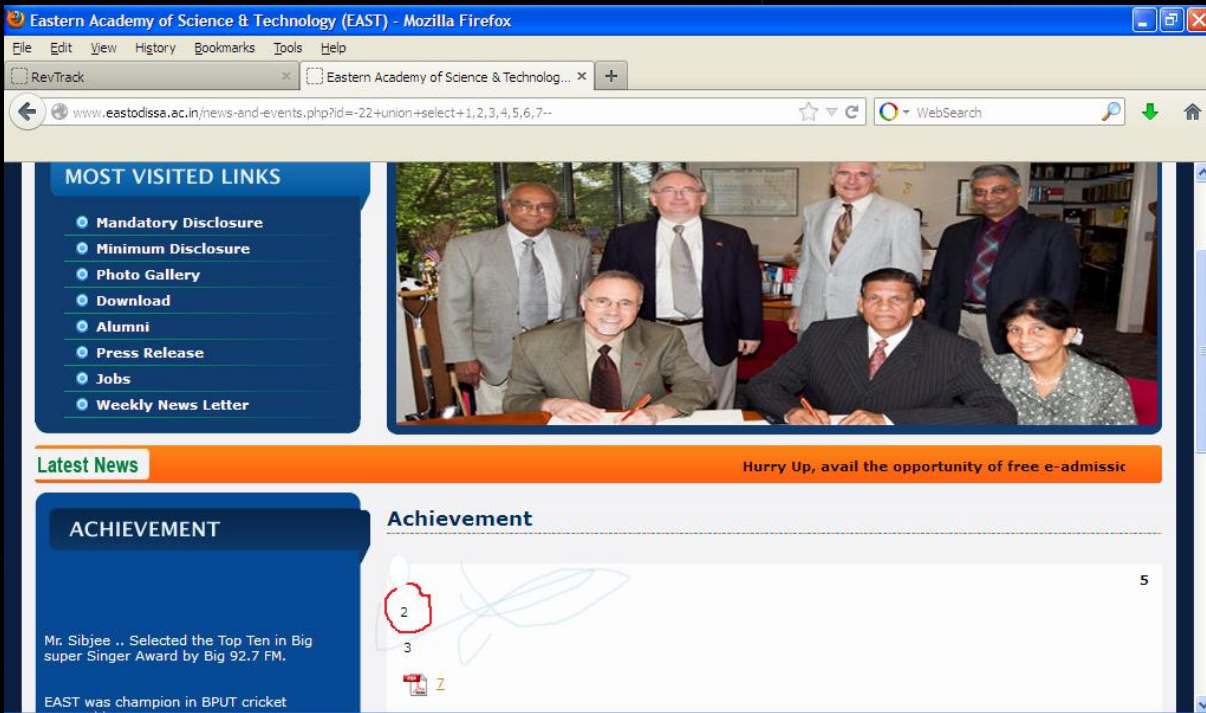 Eastern Academy of Science & Technology (EAST) - Mozilla Firefox
File Edit View History Bookmarks Tools Help
RevTrack
Eastern Academy of Science & Technolog...
www.eastodissa.ac.in/news-and-events.php?id=-22+union+select+1,2,3,4,5,6,7--
WebSearch
MOST VISITED LINKS
Mandatory Disclosure
Minimum Disclosure
Photo Gallery
Download
Alumni
Press Release
Jobs
Weekly News Letter
Latest News
Hurry Up, avail the opportunity of free e-admissic
ACHIEVEMENT
Mr. Sibjee .. Selected the Top Ten in Big
super Singer Award by Big 92.7 FM.
EAST was champion in BPUT cricket
Achievement
5
2
3
7